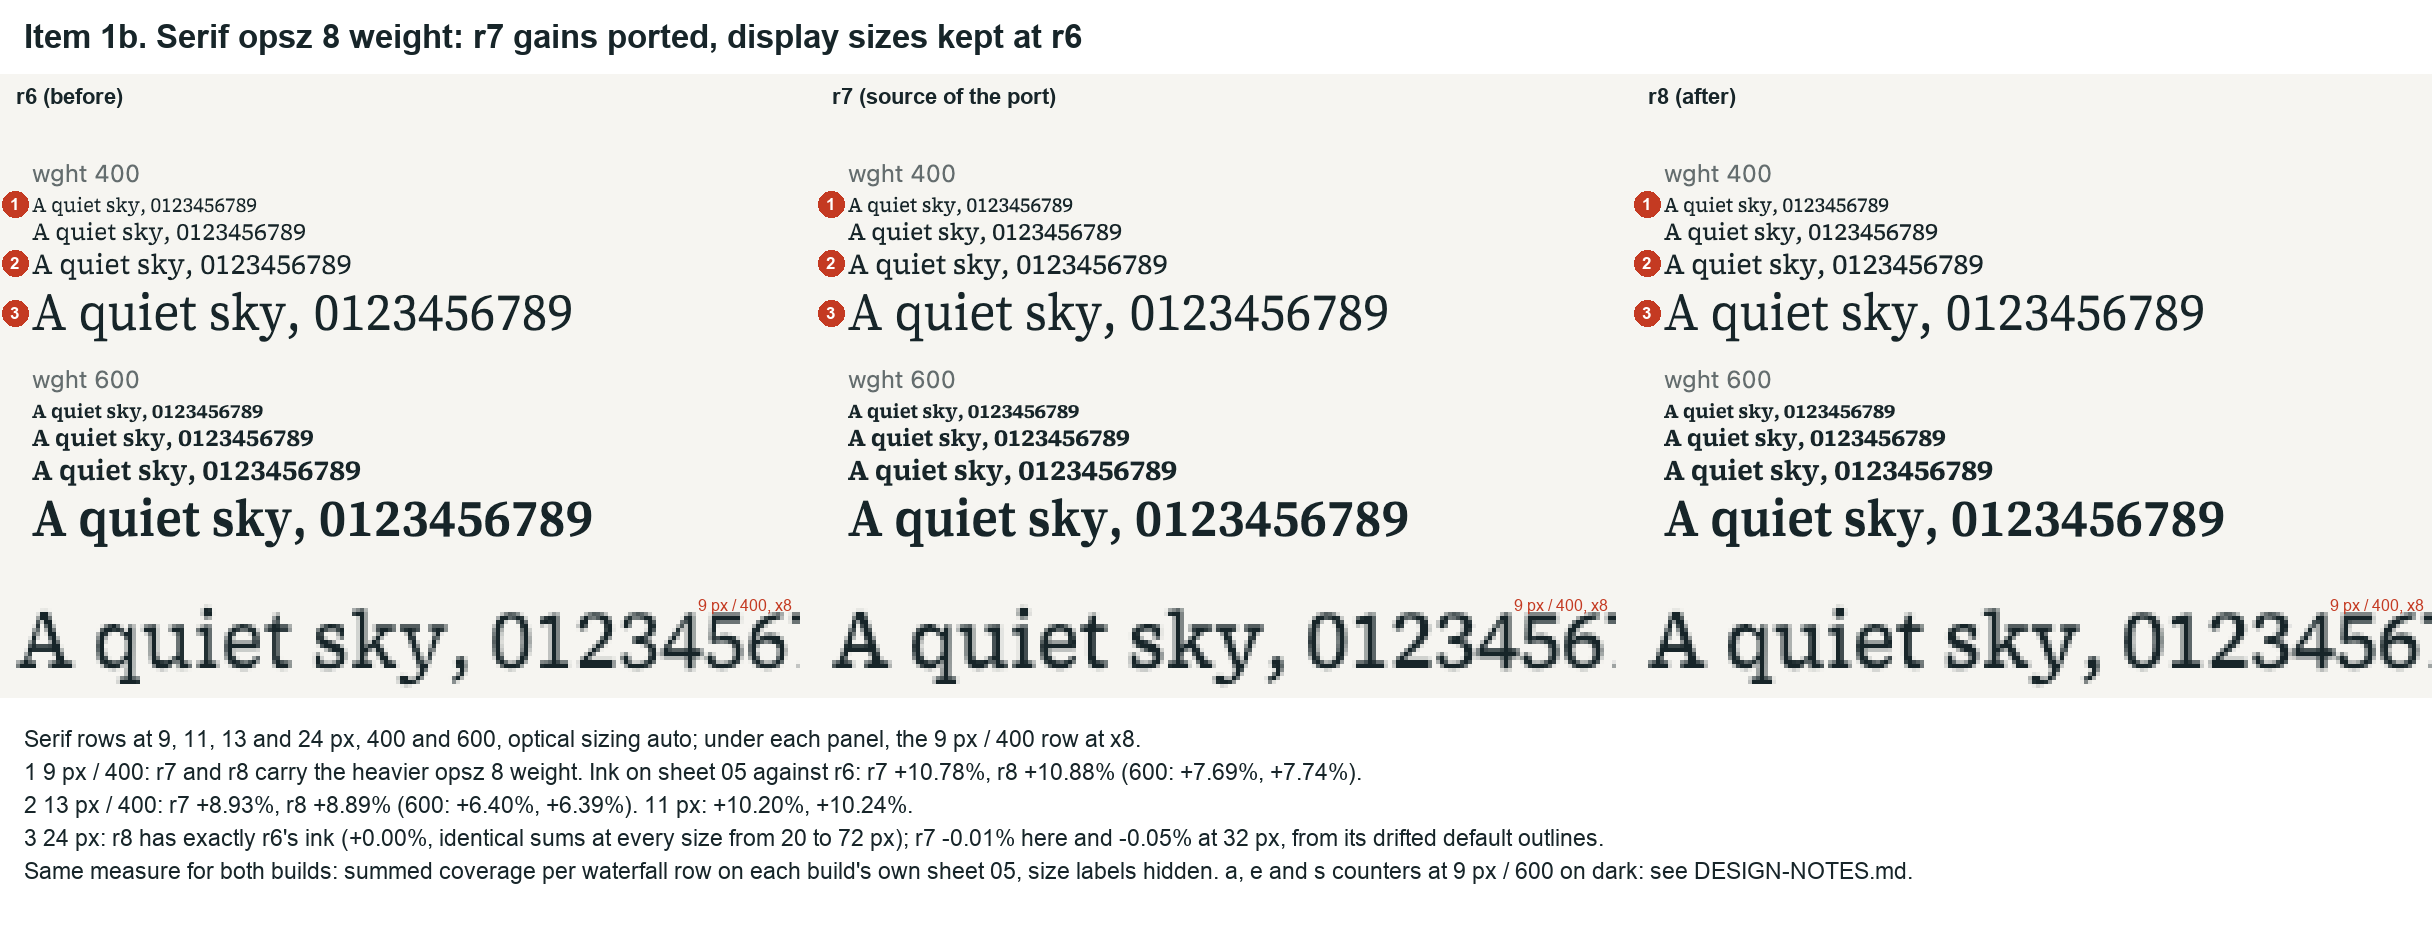 Item 1b. Serif opsz 8 weight: r7 gains ported, display sizes kept at r6
r6 (before)
wght 400
1 A quiet sky, 0123456789
A quiet sky, 0123456789
2 A quiet sky, 0123456789
3 A quiet sky, 0123456789
wght 600
A quiet sky, 0123456789
A quiet sky, 0123456789
A quiet sky, 0123456789
A quiet sky, 0123456789
9 px / 400, x8
A quiet sky, 0123456
r7 (source of the port)
wght 400
1 A quiet sky, 0123456789
A quiet sky, 0123456789
2 A quiet sky, 0123456789
3 A quiet sky, 0123456789
wght 600
A quiet sky, 0123456789
A quiet sky, 0123456789
A quiet sky, 0123456789
A quiet sky, 0123456789
9 px / 400, x8
A quiet sky, 0123456
r8 (after)
wght 400
1 A quiet sky, 0123456789
A quiet sky, 0123456789
2 A quiet sky, 0123456789
3 A quiet sky, 0123456789
wght 600
A quiet sky, 0123456789
A quiet sky, 0123456789
A quiet sky, 0123456789
A quiet sky, 0123456789
9 px / 400, x8
A quiet sky, 0123456
Serif rows at 9, 11, 13 and 24 px, 400 and 600, optical sizing auto; under each panel, the 9 px / 400 row at x8.
1 9 px / 400: r7 and r8 carry the heavier opsz 8 weight. Ink on sheet 05 against r6: r7 +10.78%, r8 +10.88% (600: +7.69%, +7.74%).
2 13 px / 400: r7 +8.93%, r8 +8.89% (600: +6.40%, +6.39%). 11 px: +10.20%, +10.24%.
3 24 px: r8 has exactly r6's ink (+0.00%, identical sums at every size from 20 to 72 px); r7 -0.01% here and -0.05% at 32 px, from its drifted default outlines.
Same measure for both builds: summed coverage per waterfall row on each build's own sheet 05, size labels hidden. a, e and s counters at 9 px / 600 on dark: see DESIGN-NOTES.md.